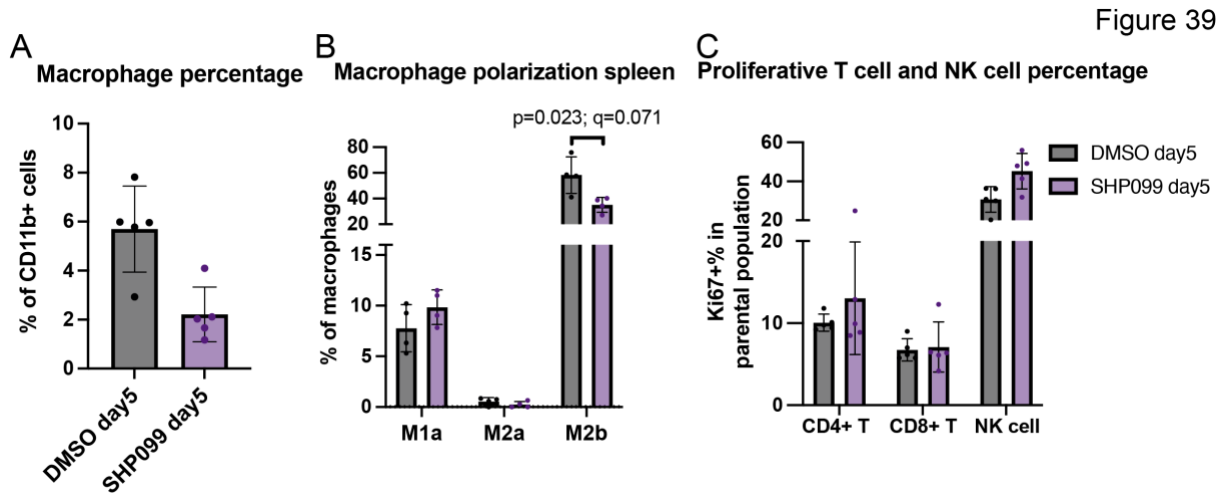 Figure 39
A
Macrophage percentage
% of CD11b+ cells
10
8
6
4
2
0
DMSO day5
SHP099 day5
B
Macrophage polarization spleen
p=0.023; q=0.071
% of macrophages
80
60
40
20
15
10
5
0
M1a
M2a
M2b
C
Proliferative T cell and NK cell percentage
Ki67+% in
parental population
60
40
20
20
10
0
CD4+ T
CD8+ T
NK cell
DMSO day5
SHP099 day5